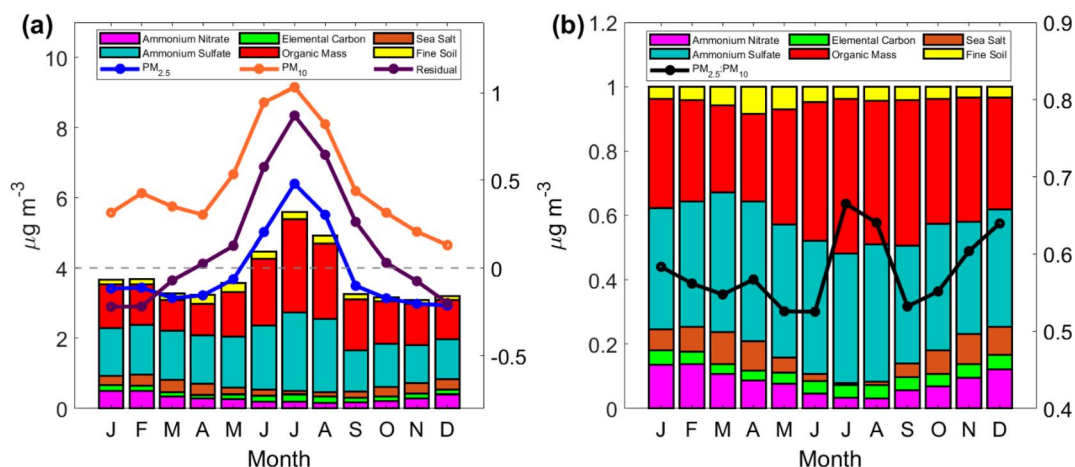 (a)
Ammonium Nitrate Elemental Carbon Sea Salt
Ammonium Sulfate Organic Mass Fine Soil
PM2.5 PM10 Residual
10
8
6
4
2
0
1
0.5
0
-0.5
μg m-3
J F M A M J J A S O N D
Month
(b)
Ammonium Nitrate Elemental Carbon Sea Salt
Ammonium Sulfate Organic Mass Fine Soil
PM2.5:PM10
1.2
1
0.8
0.6
0.4
0.2
0
0.9
0.8
0.7
0.6
0.5
0.4
μg m-3
J F M A M J J A S O N D
Month